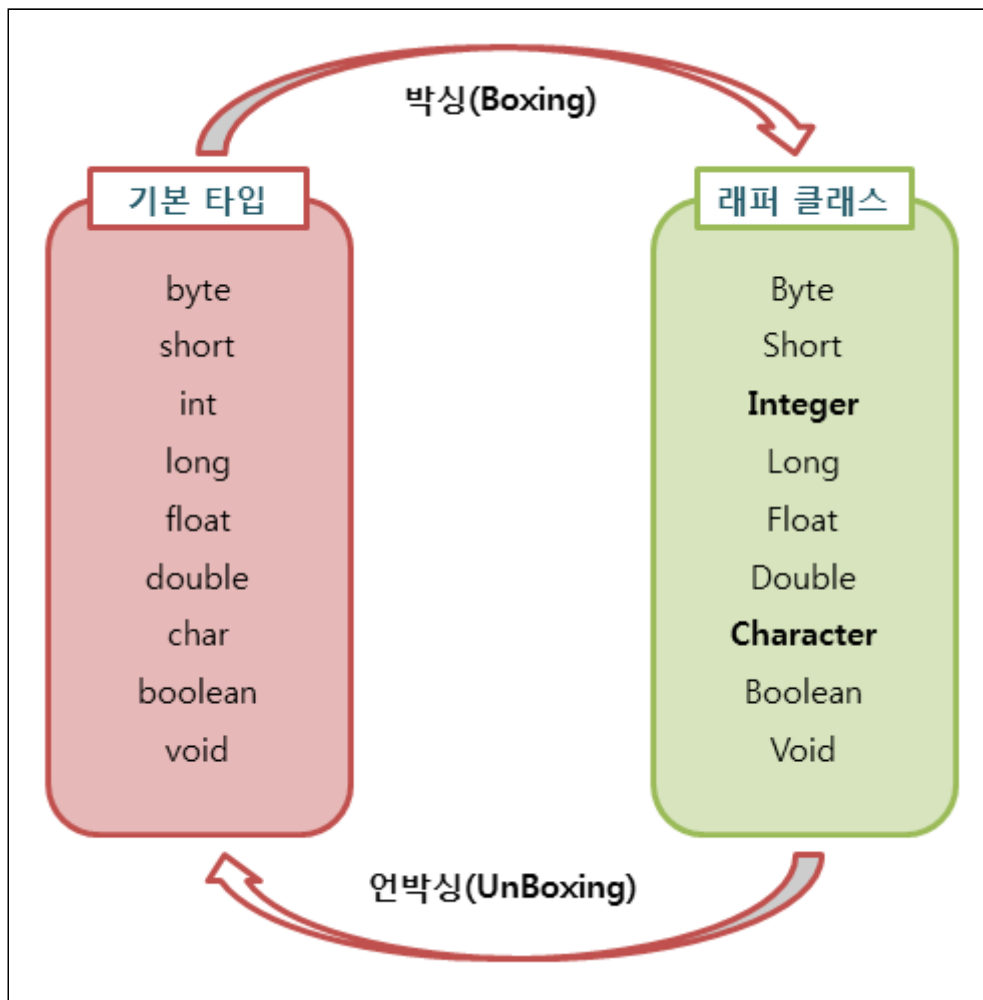 박싱(Boxing)
기본 타입
byte
short
int
long
float
double
char
boolean
void
래퍼 클래스
Byte
Short
Integer
Long
Float
Double
Character
Boolean
Void
언박싱(UnBoxing)